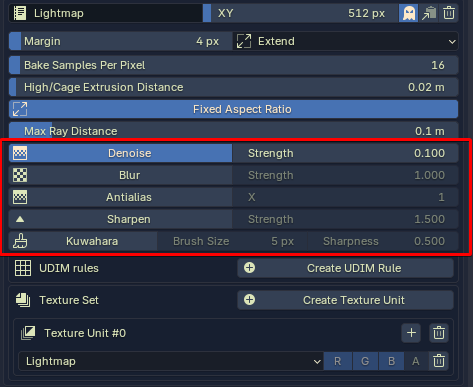 Lightmap XY 512 px
Margin 4 px Extend
Bake Samples Per Pixel 16
High/Cage Extrusion Distance 0.02 m
Fixed Aspect Ratio
Max Ray Distance 0.1 m
Denoise Strength 0.100
Blur Strength 1.000
Antialias X 1
Sharpen Strength 1.500
Kuwahara Brush Size 5 px Sharpness 0.500
UDIM rules Create UDIM Rule
Texture Set Create Texture Unit
Texture Unit #0
Lightmap R G B A